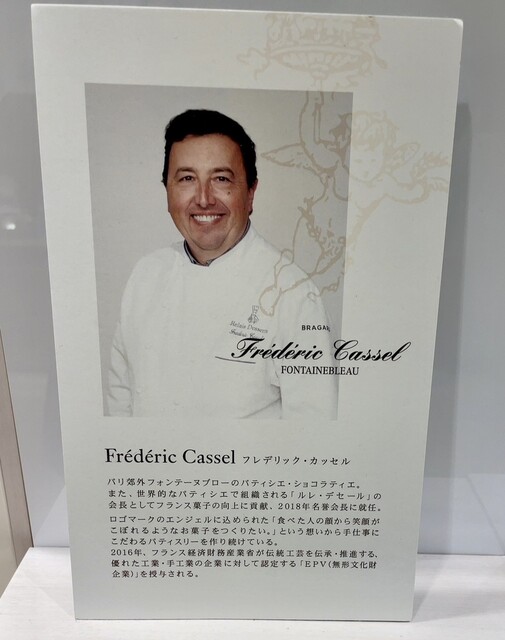 Relais Desserts
Frédéric Cassel
BRAGARD
Frédéric Cassel
FONTAINEBLEAU
Frédéric Cassel フレデリック・カッセル
パリ郊外フォンテーヌブローのパティシエ・ショコラティエ。
また、世界的なパティシエで組織される「ルレ・デセール」の
会長としてフランス菓子の向上に貢献、2018年名誉会長に就任。
ロゴマークのエンジェルに込められた「食べた人の顔から笑顔が
こぼれるようなお菓子をつくりたい。」という想いから手仕事に
こだわるパティスリーを作り続けている。
2016年、フランス経済財務産業省が伝統工芸を伝承・推進する、
優れた工業・手工業の企業に対して認定する「EPV(無形文化財
企業)」を授与される。